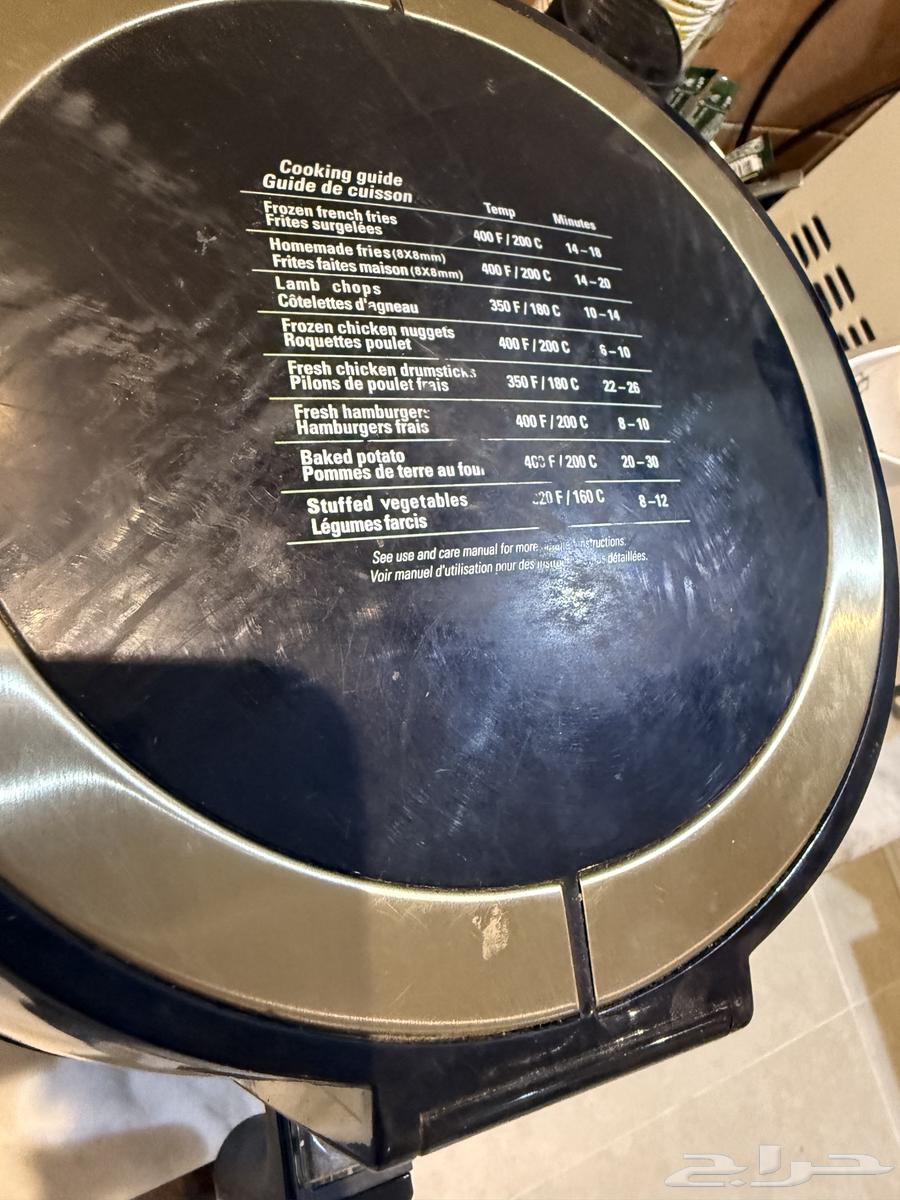 Cooking guide
Guide de cuisson
Temp Minutes
Frozen french fries
Frites surgelées
400 F / 200 C 14–18
Homemade fries (8X8mm)
Frites faites maison (8X8mm)
400 F / 200 C 14–20
Lamb chops
Côtelettes d'agneau
350 F / 180 C 10–14
Frozen chicken nuggets
Roquettes poulet
400 F / 200 C 6–10
Fresh chicken drumsticks
Pilons de poulet frais
350 F / 180 C 22–26
Fresh hamburgers
Hamburgers frais
400 F / 200 C 8–10
Baked potato
Pommes de terre au four
400 F / 200 C 20–30
Stuffed vegetables
Légumes farcis
20 F / 160 C 8–12
See use and care manual for more instructions.
Voir manuel d'utilisation pour des détaillées.
حراج